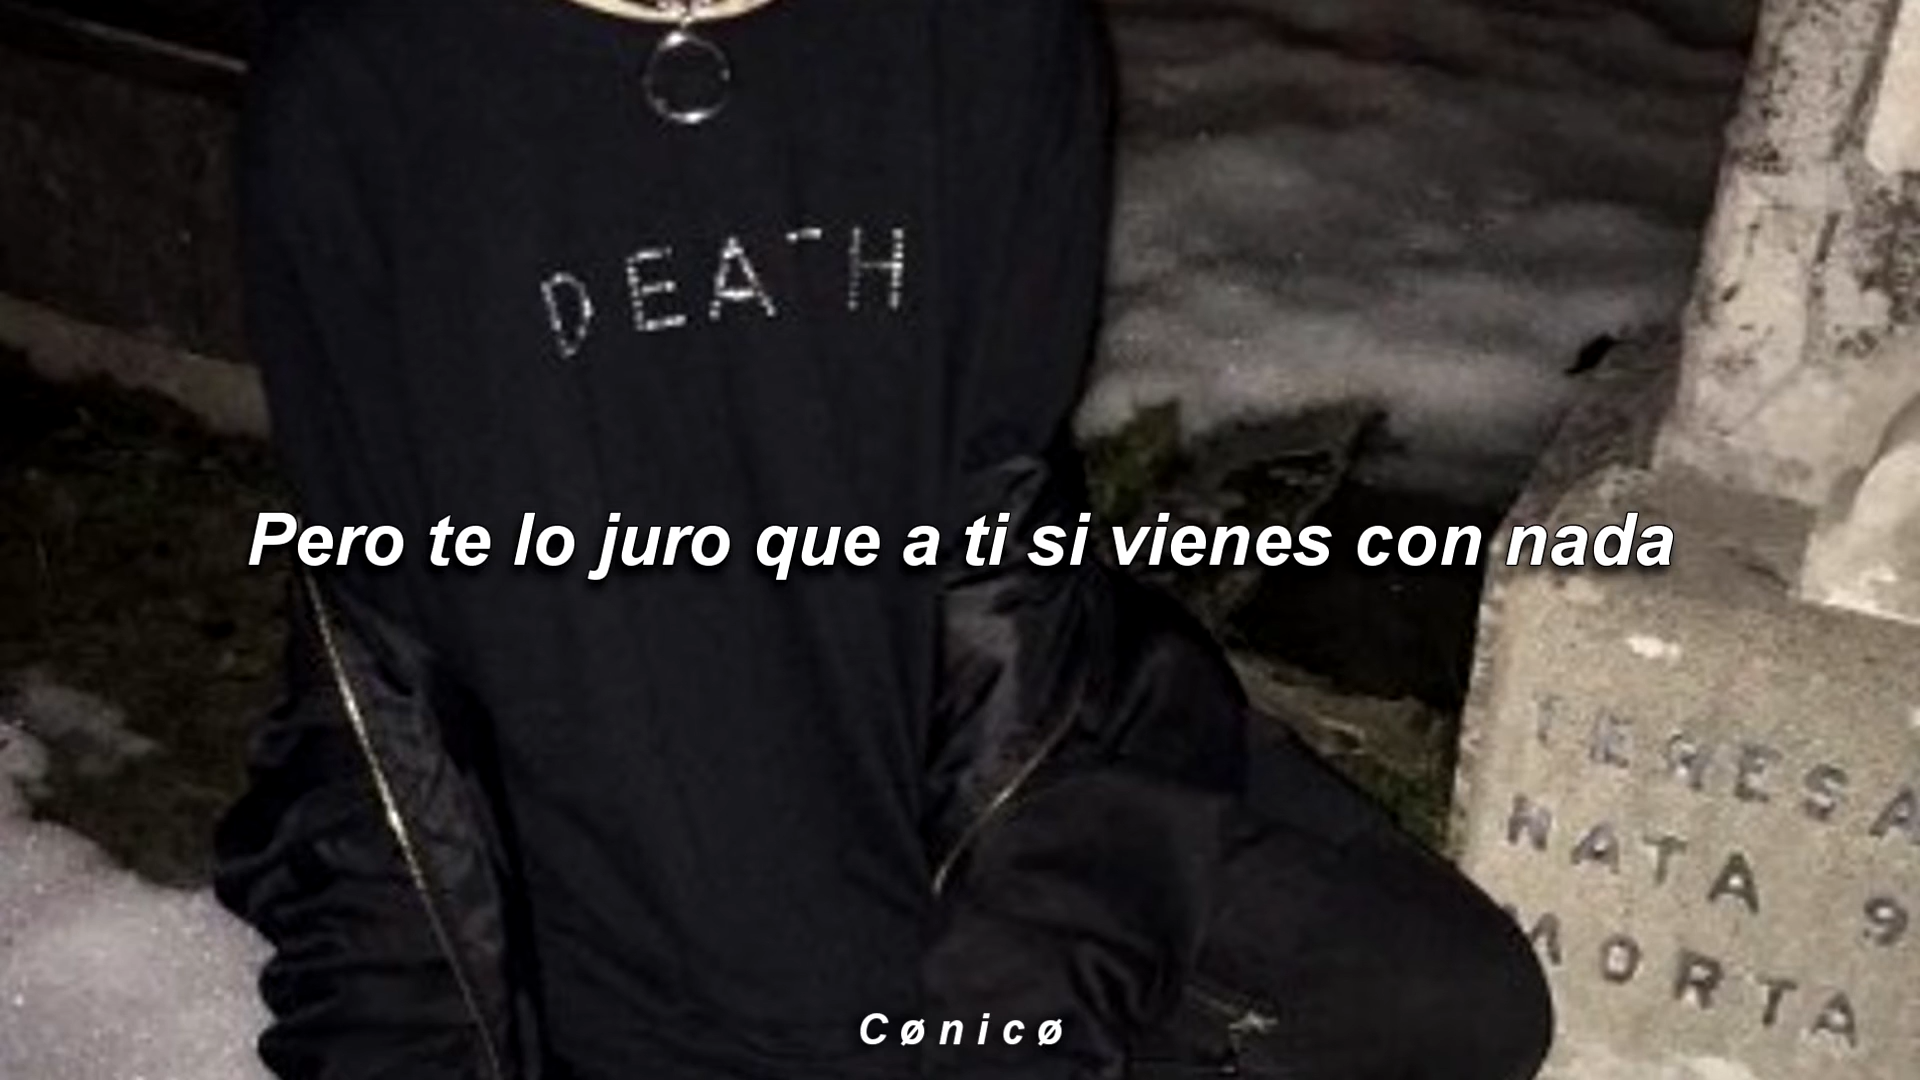 DEATH
Pero te lo juro que a ti si vienes con nada
TERESA
NATA 9
MORTA
Cønicø